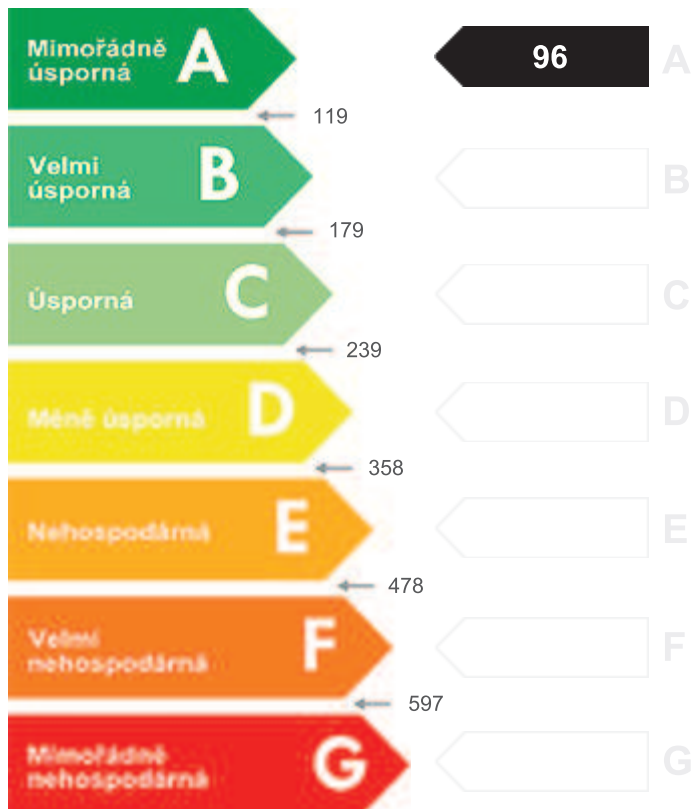 Mimořádně
úsporná
A
96
A
119
Velmi
úsporná
B
B
179
Úsporná
C
C
239
Méně úsporná
D
D
358
Nehospodárná
E
E
478
Velmi
nehospodárná
F
F
597
Mimořádně
nehospodárná
G
G